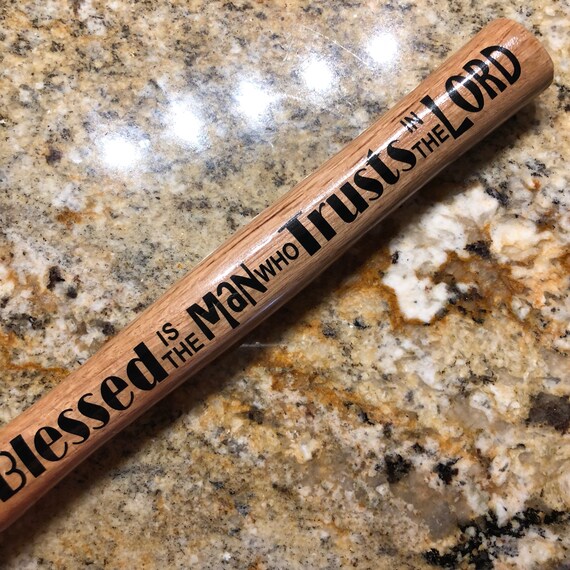 Blessed IS THE MaN WHO Trusts IN THE LORD